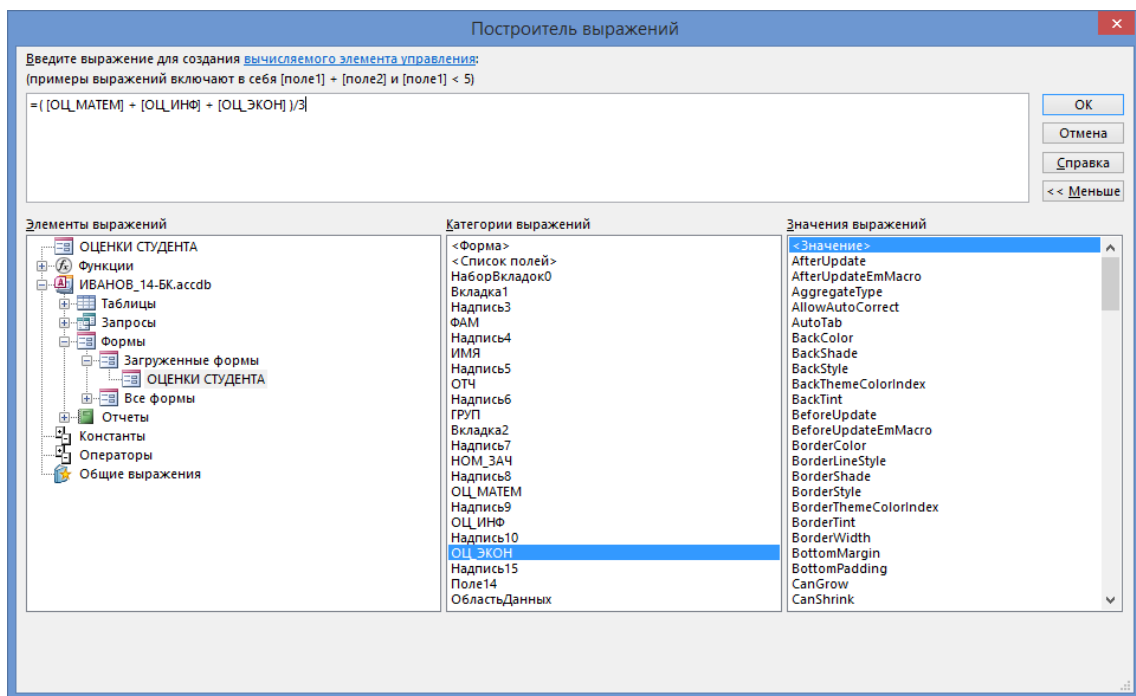 Построитель выражений
Введите выражение для создания вычисляемого элемента управления:
(примеры выражений включают в себя [поле1] + [поле2] и [поле1] < 5)
=( [ОЦ_МАТЕМ] + [ОЦ_ИНФ] + [ОЦ_ЭКОН] )/3
ОК
Отмена
Справка
<< Меньше
Элементы выражений
ОЦЕНКИ СТУДЕНТА
Функции
ИВАНОВ_14-БК.accdb
Таблицы
Запросы
Формы
Загруженные формы
ОЦЕНКИ СТУДЕНТА
Все формы
Отчеты
Константы
Операторы
Общие выражения
Категории выражений
<Форма>
<Список полей>
НаборВкладок0
Вкладка1
Надпись3
ФАМ
Надпись4
ИМЯ
Надпись5
ОТЧ
Надпись6
ГРУП
Вкладка2
Надпись7
НОМ_ЗАЧ
Надпись8
ОЦ_МАТЕМ
Надпись9
ОЦ_ИНФ
Надпись10
ОЦ_ЭКОН
Надпись15
Поле14
ОбластьДанных
Значения выражений
<Значение>
AfterUpdate
AfterUpdateEmMacro
AggregateType
AllowAutoCorrect
AutoTab
BackColor
BackShade
BackStyle
BackThemeColorIndex
BackTint
BeforeUpdate
BeforeUpdateEmMacro
BorderColor
BorderLineStyle
BorderShade
BorderStyle
BorderThemeColorIndex
BorderTint
BorderWidth
BottomMargin
BottomPadding
CanGrow
CanShrink